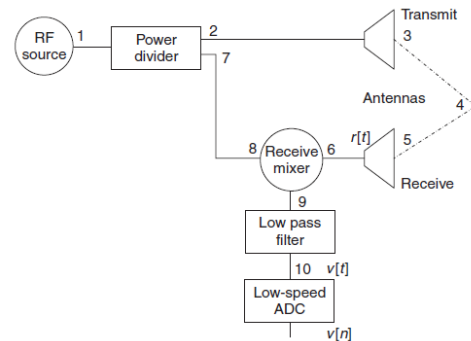 Transmit
RF
source
1
Power
divider
2
3
7
Antennas
4
r[t]
5
8
Receive
mixer
6
Receive
9
Low pass
filter
10 v[t]
Low-speed
ADC
v[n]